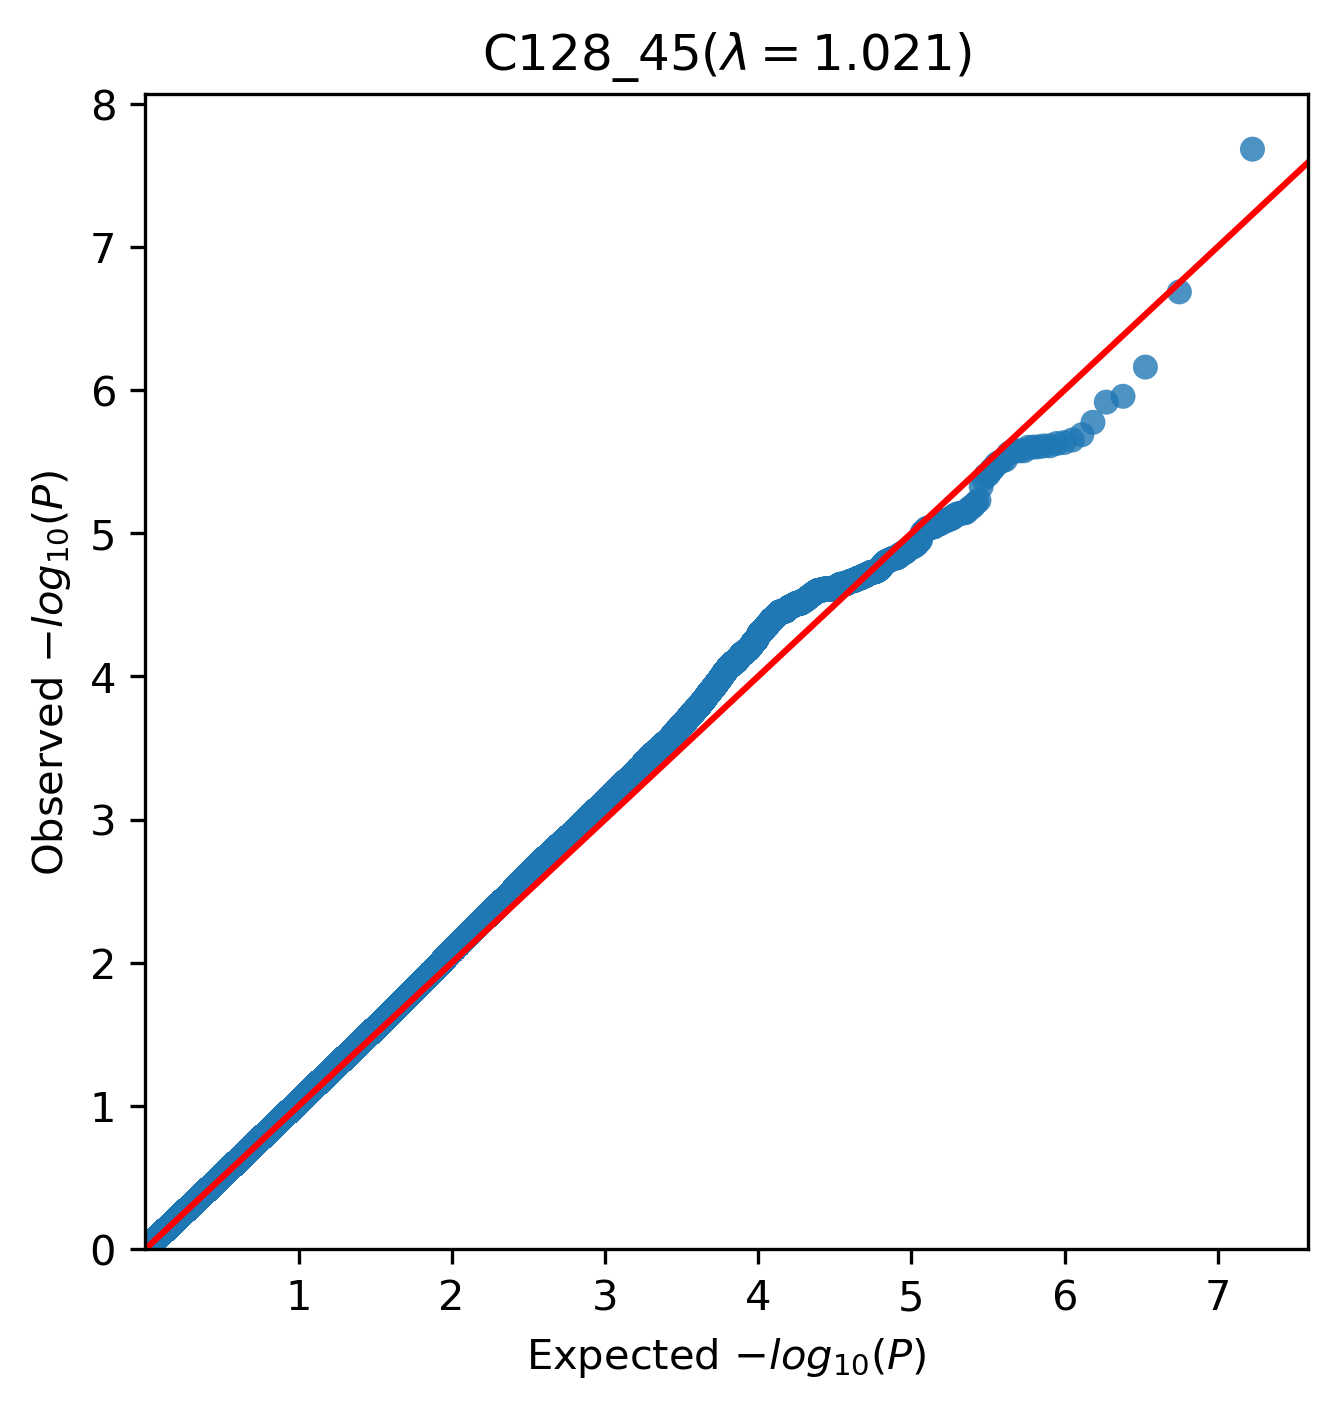 C128_45(λ = 1.021)
8
7
6
5
4
3
2
1
0
Observed −log₁₀(P)
1 2 3 4 5 6 7
Expected −log₁₀(P)